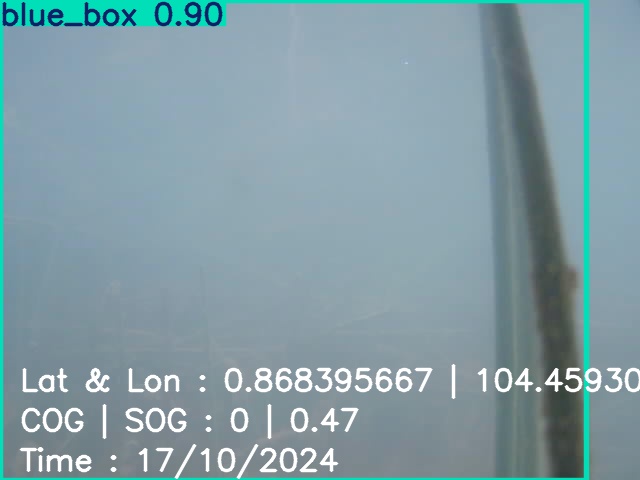 blue_box 0.90
Lat & Lon : 0.868395667 | 104.45930
COG | SOG : 0 | 0.47
Time : 17/10/2024